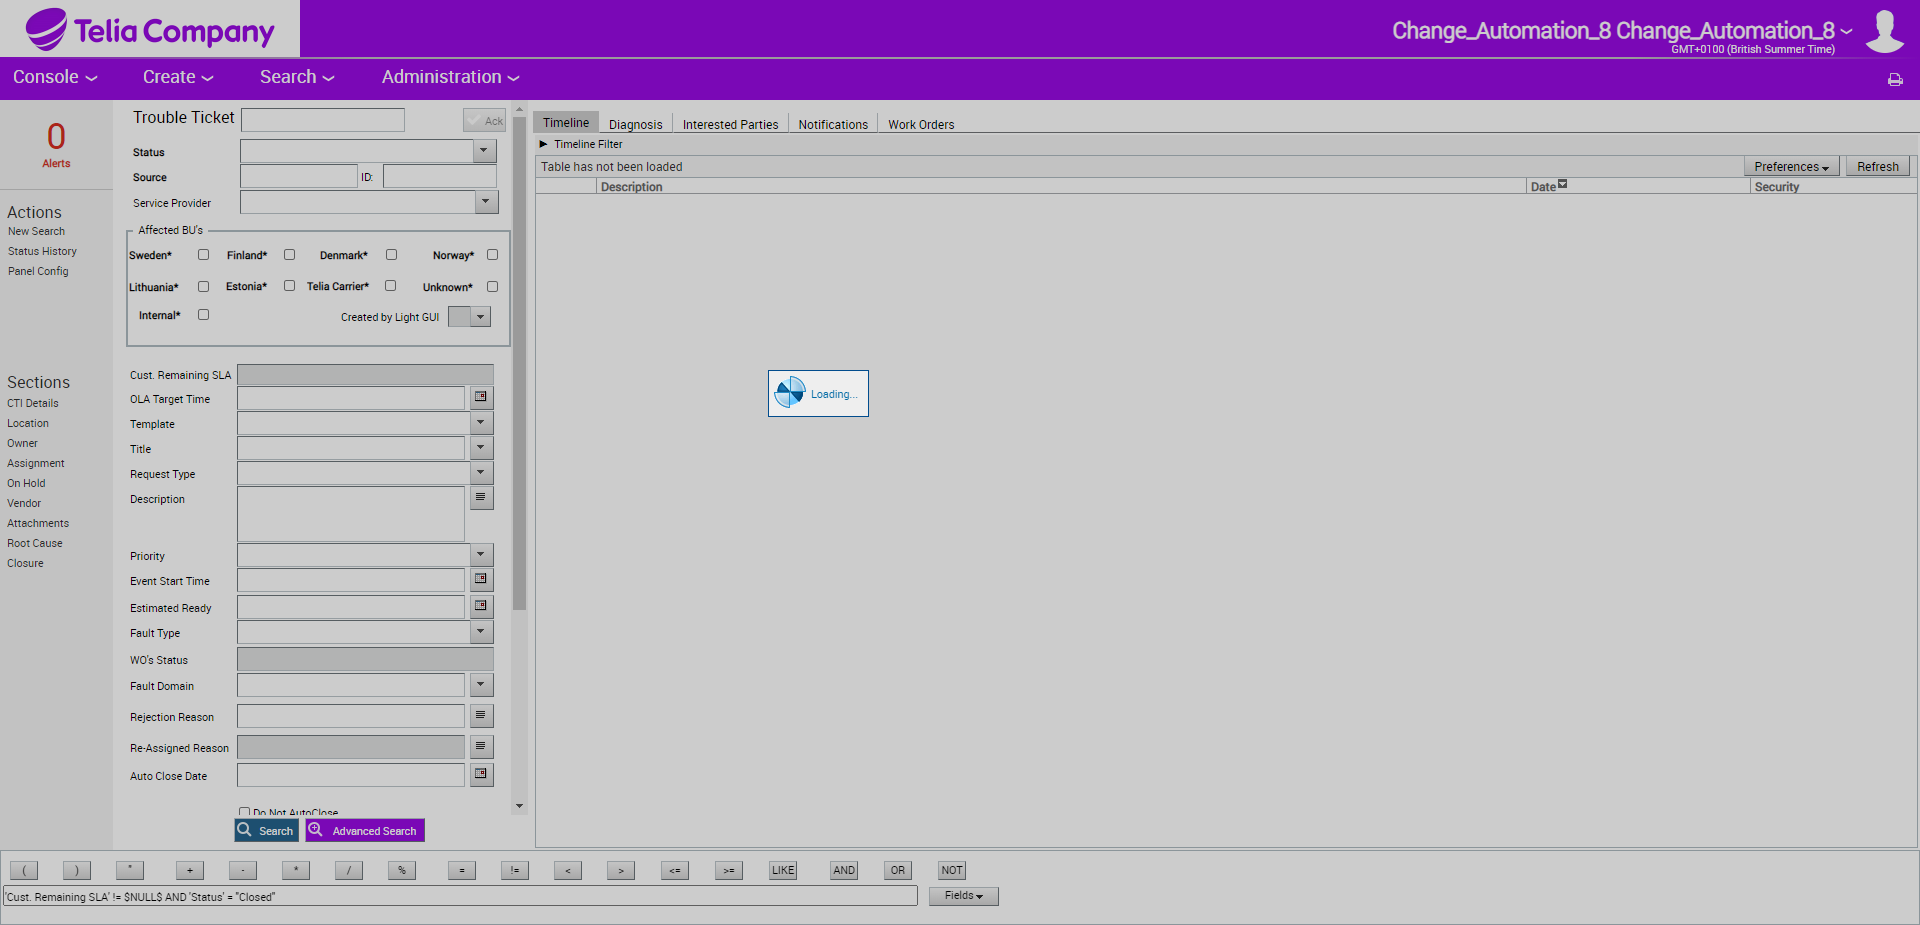 Telia Company
Change_Automation_8 Change_Automation_8
GMT+0100 (British Summer Time)
Console
Create
Search
Administration
0
Alerts
Actions
New Search
Status History
Panel Config
Sections
CTI Details
Location
Owner
Assignment
On Hold
Vendor
Attachments
Root Cause
Closure
Trouble Ticket
Ack
Status
Source
ID:
Service Provider
Affected BU's
Sweden*
Finland*
Denmark*
Norway*
Lithuania*
Estonia*
Telia Carrier*
Unknown*
Internal*
Created by Light GUI
Cust. Remaining SLA
OLA Target Time
Template
Title
Request Type
Description
Priority
Event Start Time
Estimated Ready
Fault Type
WO's Status
Fault Domain
Rejection Reason
Re-Assigned Reason
Auto Close Date
Do Not AutoClose
Search
Advanced Search
Timeline
Diagnosis
Interested Parties
Notifications
Work Orders
Timeline Filter
Table has not been loaded
Preferences
Refresh
Description
Date
Security
Loading...
( ) " + - * / % = != < > <= >= LIKE AND OR NOT
'Cust. Remaining SLA' != $NULL$ AND 'Status' = "Closed"
Fields